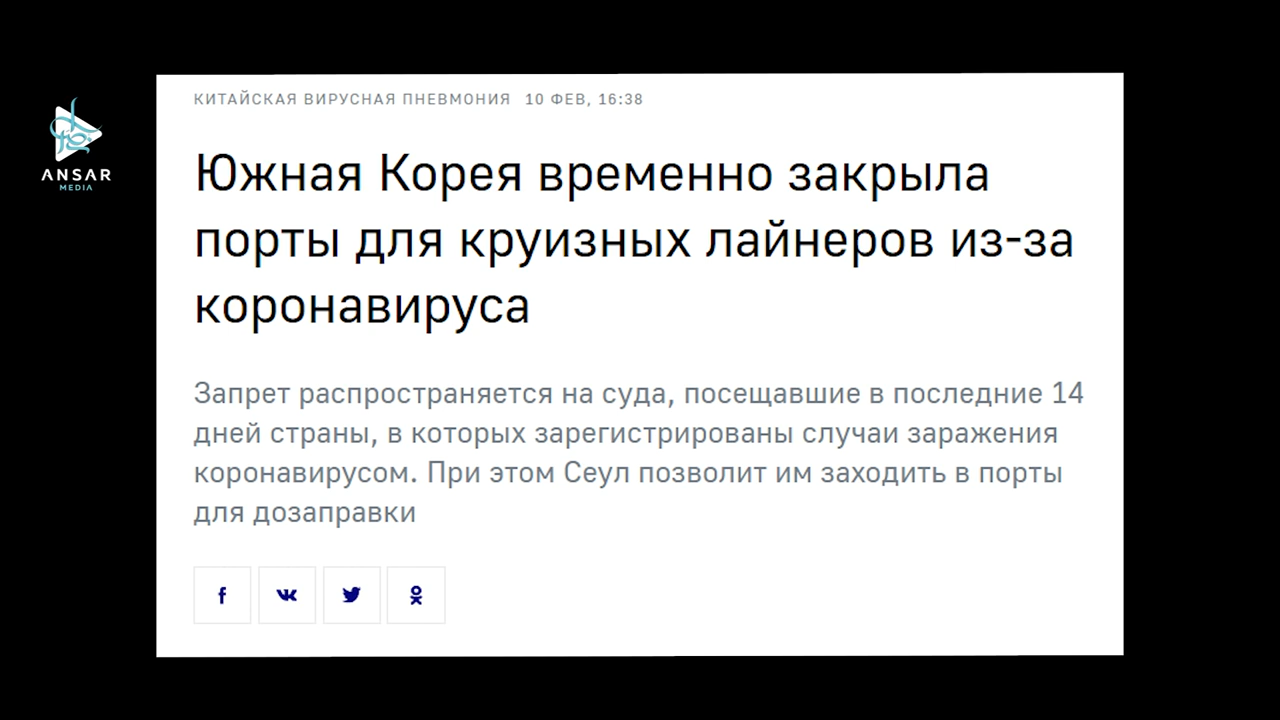 ANSAR
MEDIA
КИТАЙСКАЯ ВИРУСНАЯ ПНЕВМОНИЯ 10 ФЕВ, 16:38
Южная Корея временно закрыла
порты для круизных лайнеров из-за
коронавируса
Запрет распространяется на суда, посещавшие в последние 14
дней страны, в которых зарегистрированы случаи заражения
коронавирусом. При этом Сеул позволит им заходить в порты
для дозаправки